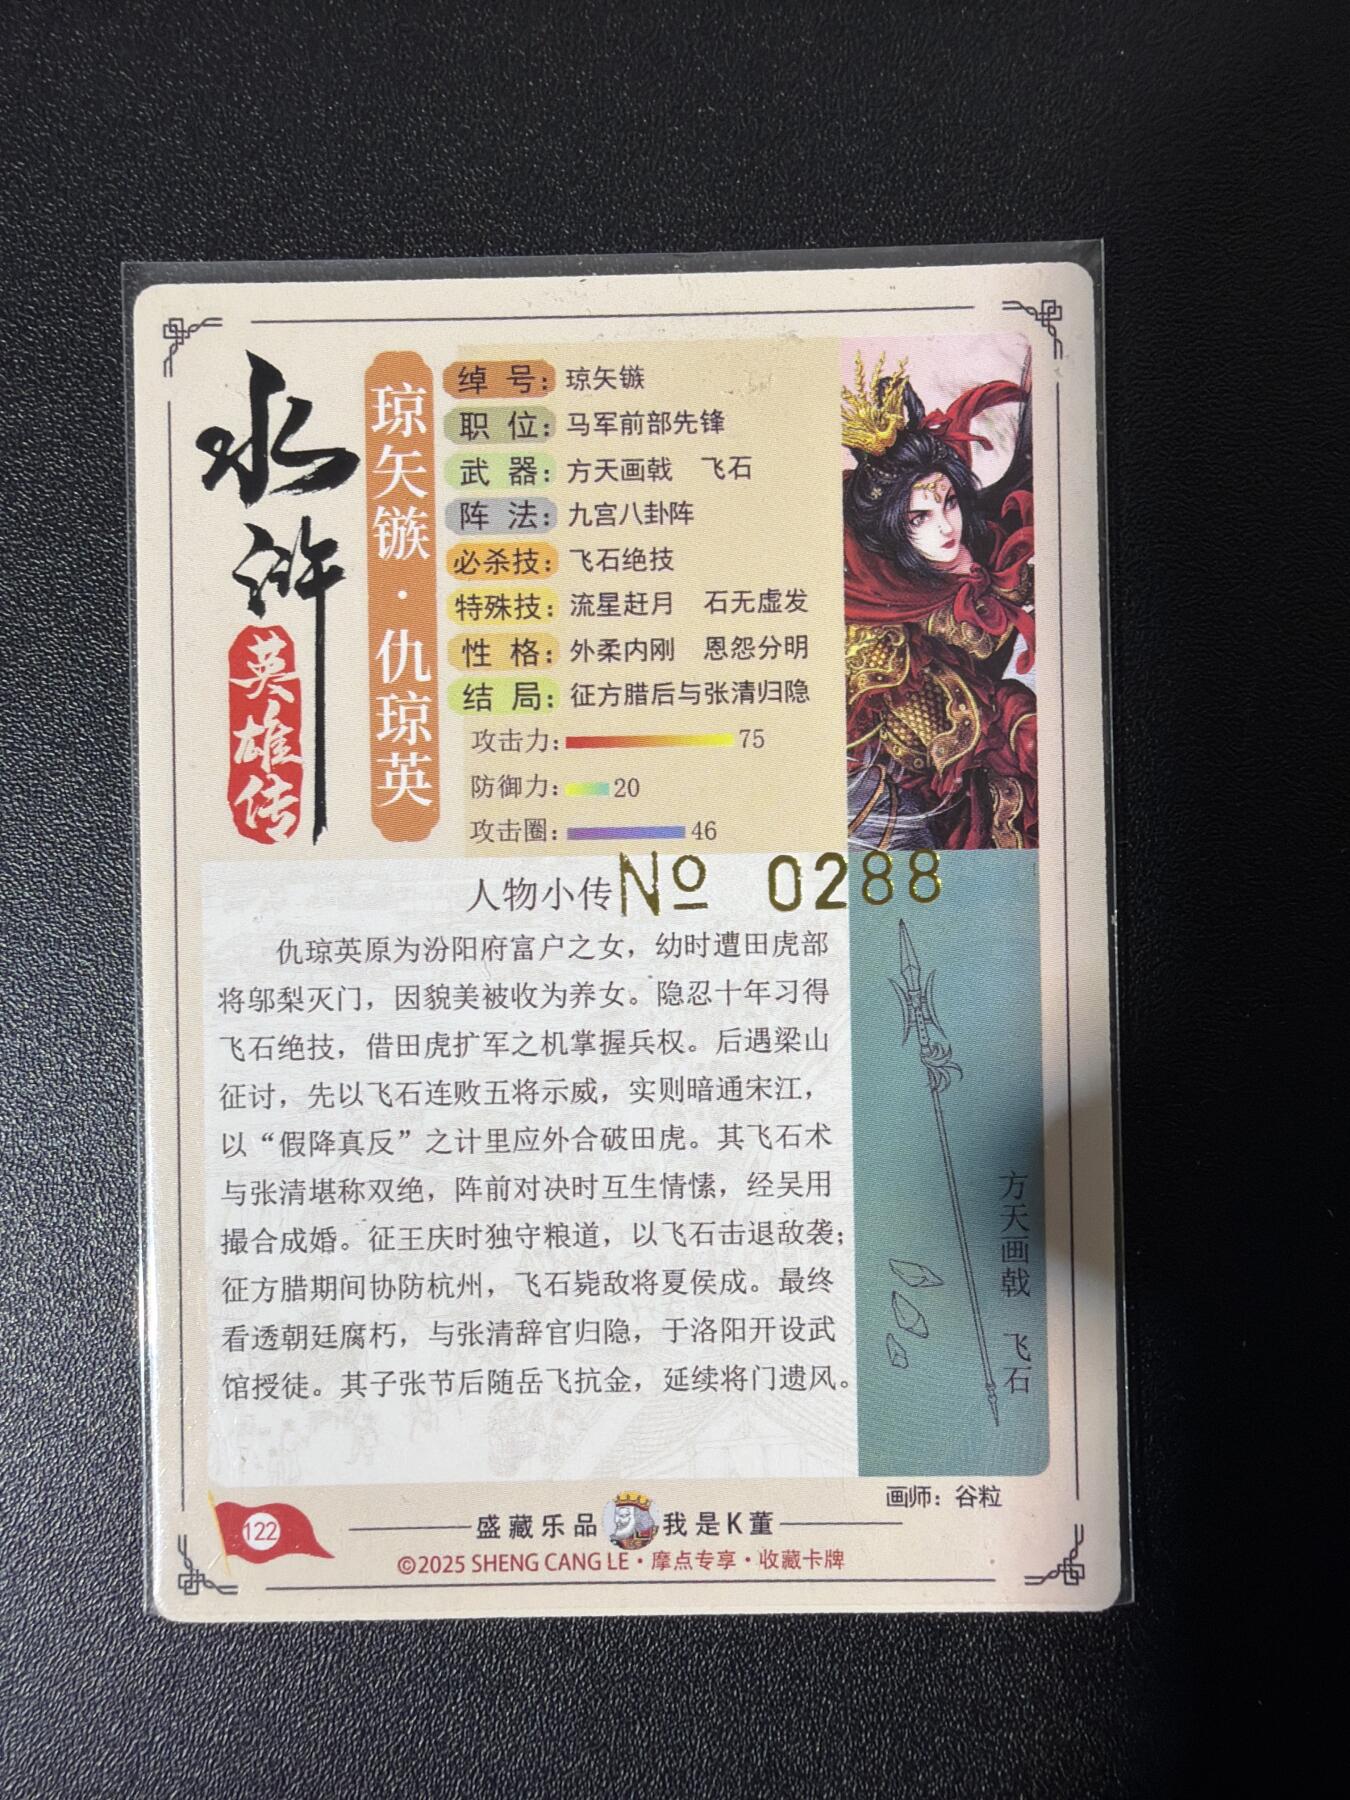 水浒
英雄传
琼矢镞·仇琼英
绰号：琼矢镞
职位：马军前部先锋
武器：方天画戟 飞石
阵法：九宫八卦阵
必杀技：飞石绝技
特殊技：流星赶月 石无虚发
性格：外柔内刚 恩怨分明
结局：征方腊后与张清归隐
攻击力：75
防御力：20
攻击圈：46
人物小传
№ 0288
仇琼英原为汾阳府富户之女，幼时遭田虎部
将邬梨灭门，因貌美被收为养女。隐忍十年习得
飞石绝技，借田虎扩军之机掌握兵权。后遇梁山
征讨，先以飞石连败五将示威，实则暗通宋江，
以“假降真反”之计里应外合破田虎。其飞石术
与张清堪称双绝，阵前对决时互生情愫，经吴用
撮合成婚。征王庆时独守粮道，以飞石击退敌袭；
征方腊期间协防杭州，飞石毙敌将夏侯成。最终
看透朝廷腐朽，与张清辞官归隐，于洛阳开设武
馆授徒。其子张节后随岳飞抗金，延续将门遗风。
方天画戟 飞石
画师：谷粒
122
盛藏乐品 我是K董
©2025 SHENG CANG LE·摩点专享·收藏卡牌